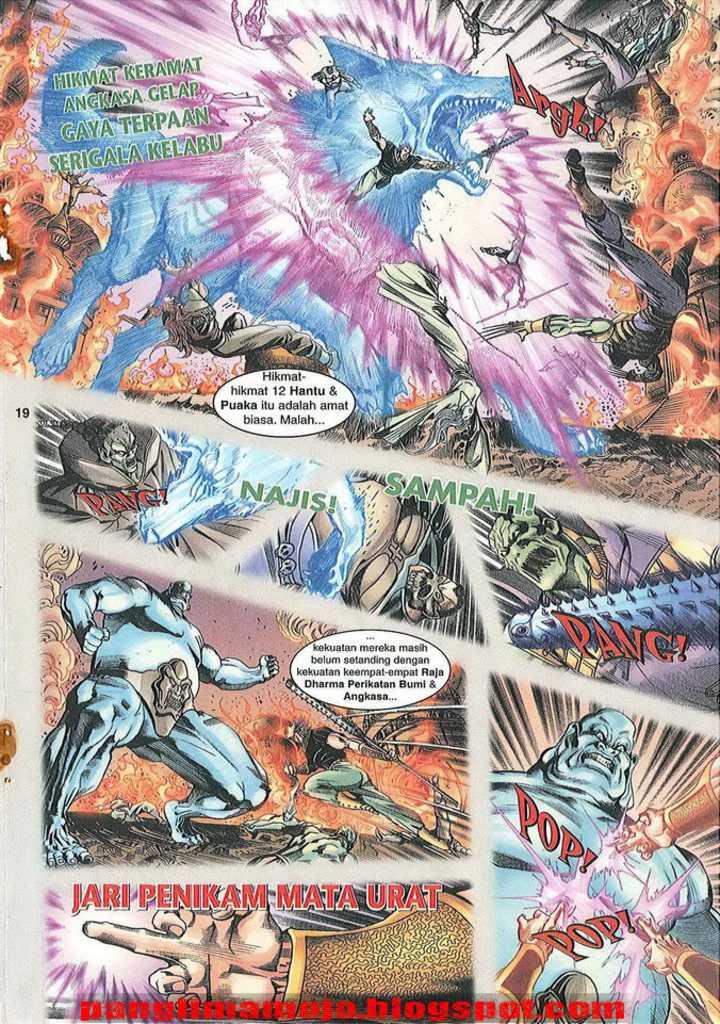 HIKMAT KERAMAT
ANGKASA GELAP
GAYA TERPAAN
SERIGALA KELABU
Argh!
Hikmat-
hikmat 12 Hantu &
Puaka itu adalah amat
biasa. Malah...
19
PANG!
NAJIS!
SAMPAH!
PANG!
...
kekuatan mereka masih
belum setanding dengan
kekuatan keempat-empat Raja
Dharma Perikatan Bumi &
Angkasa...
POP!
POP!
JARI PENIKAM MATA URAT
panglimamojo.blogspot.com